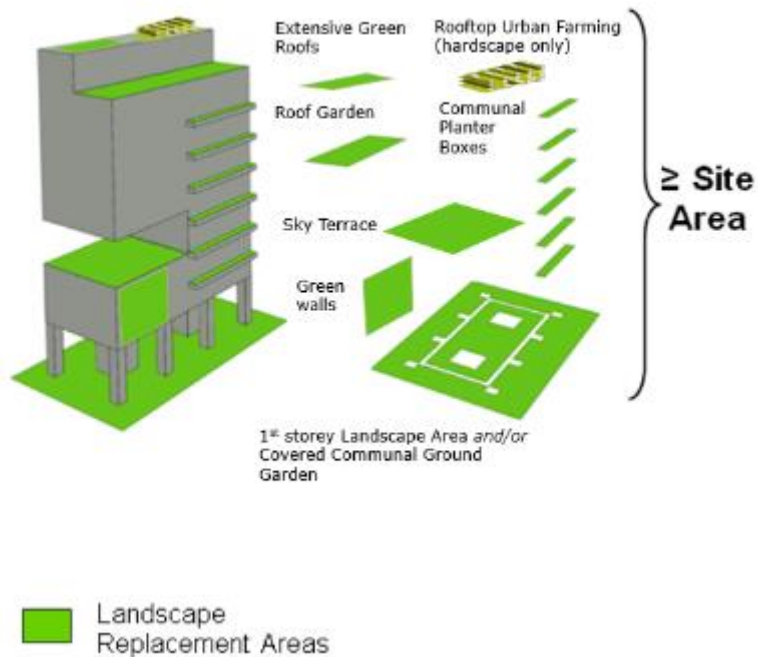 Extensive Green
Roofs
Rooftop Urban Farming
(hardscape only)
Roof Garden
Communal
Planter
Boxes
≥ Site
Area
Sky Terrace
Green
walls
1st storey Landscape Area and/or
Covered Communal Ground
Garden
Landscape
Replacement Areas